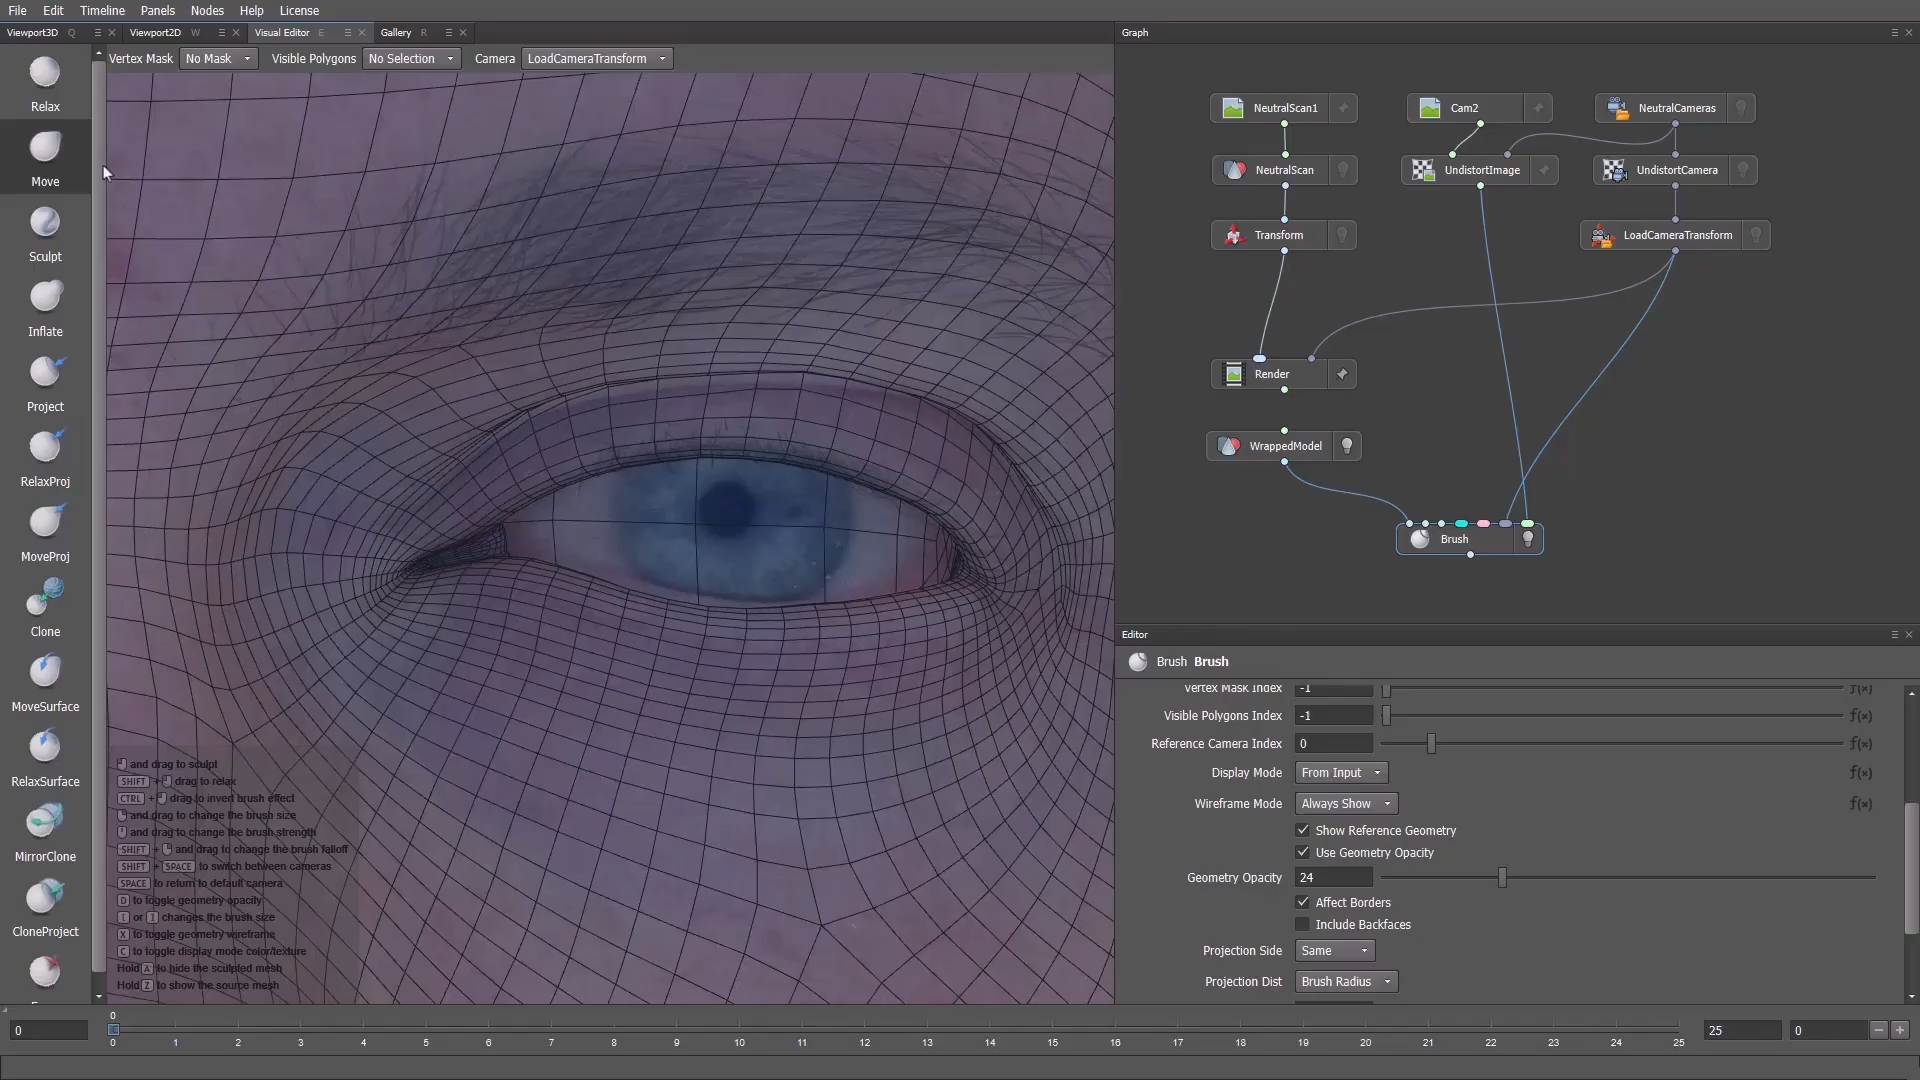 File Edit Timeline Panels Nodes Help License
Viewport3D Q Viewport2D W Visual Editor E Gallery R
Vertex Mask No Mask Visible Polygons No Selection Camera LoadCameraTransform
Relax
Move
Sculpt
Inflate
Project
RelaxProj
MoveProj
Clone
MoveSurface
RelaxSurface
MirrorClone
CloneProject
and drag to sculpt
SHIFT + drag to relax
CTRL + drag to invert brush effect
and drag to change the brush size
and drag to change the brush strength
SHIFT + and drag to change the brush falloff
SHIFT + SPACE to switch between cameras
SPACE to return to default camera
D to toggle geometry opacity
[ or ] changes the brush size
X to toggle geometry wireframe
C to toggle display mode color/texture
Hold A to hide the sculpted mesh
Hold Z to show the source mesh
Graph
NeutralScan1 Cam2 NeutralCameras
NeutralScan UndistortImage UndistortCamera
Transform LoadCameraTransform
Render
WrappedModel
Brush
Editor
Brush Brush
Vertex Mask Index -1 f(x)
Visible Polygons Index -1 f(x)
Reference Camera Index 0 f(x)
Display Mode From Input f(x)
Wireframe Mode Always Show f(x)
Show Reference Geometry
Use Geometry Opacity
Geometry Opacity 24
Affect Borders
Include Backfaces
Projection Side Same
Projection Dist Brush Radius
0
0 25 0
0 1 2 3 4 5 6 7 8 9 10 11 12 13 14 15 16 17 18 19 20 21 22 23 24 25